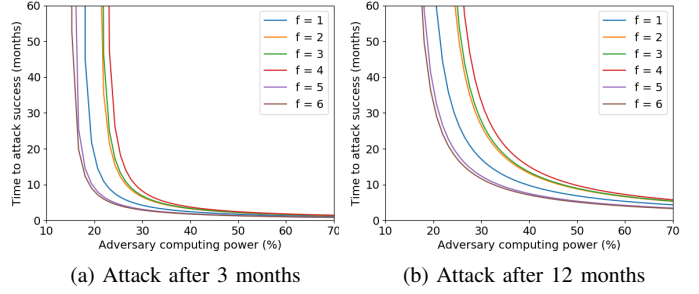 60
50
40
30
20
10
0
Time to attack success (months)
10 20 30 40 50 60 70
Adversary computing power (%)
f = 1
f = 2
f = 3
f = 4
f = 5
f = 6
(a) Attack after 3 months
60
50
40
30
20
10
0
Time to attack success (months)
10 20 30 40 50 60 70
Adversary computing power (%)
f = 1
f = 2
f = 3
f = 4
f = 5
f = 6
(b) Attack after 12 months